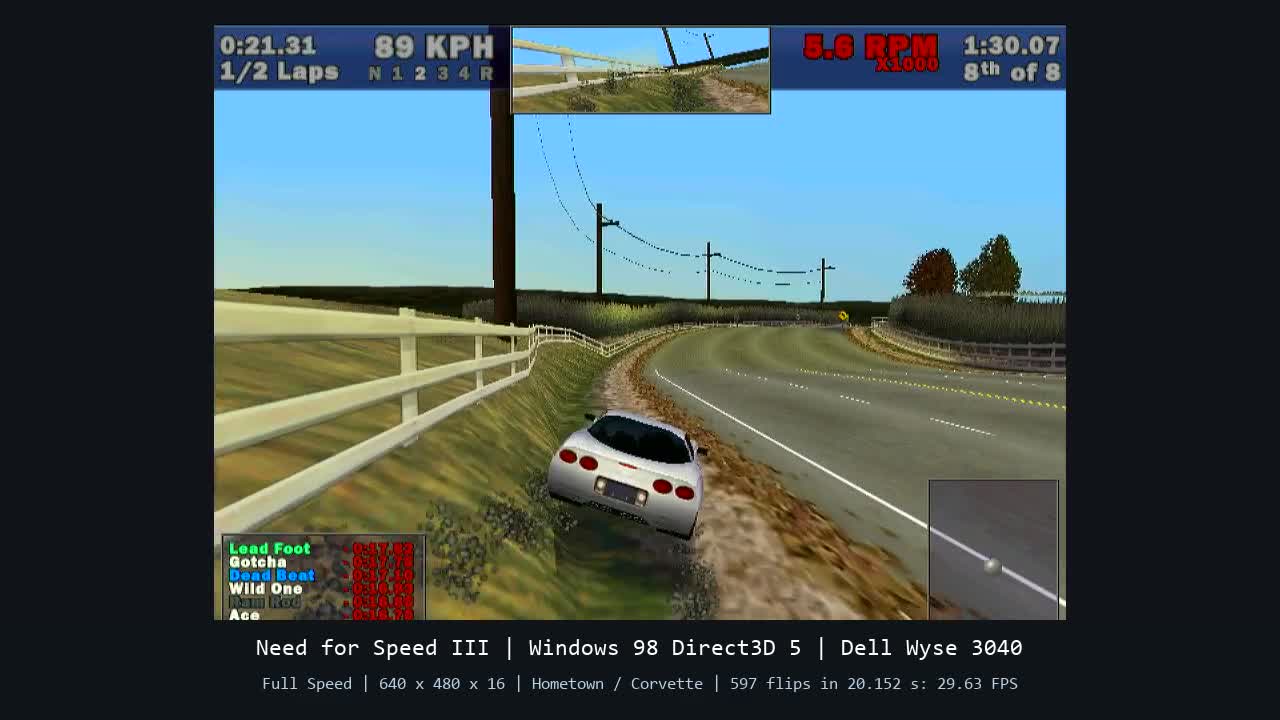 0:21.31
89 KPH
5.6 RPM
1:30.07
1/2 Laps
N 1 2 3 4 R
X1000
8th of 8
Lead Foot
Gotcha
Dead Beat
Wild One
Ram Rod
Ace
Need for Speed III | Windows 98 Direct3D 5 | Dell Wyse 3040
Full Speed | 640 x 480 x 16 | Hometown / Corvette | 597 flips in 20.152 s: 29.63 FPS